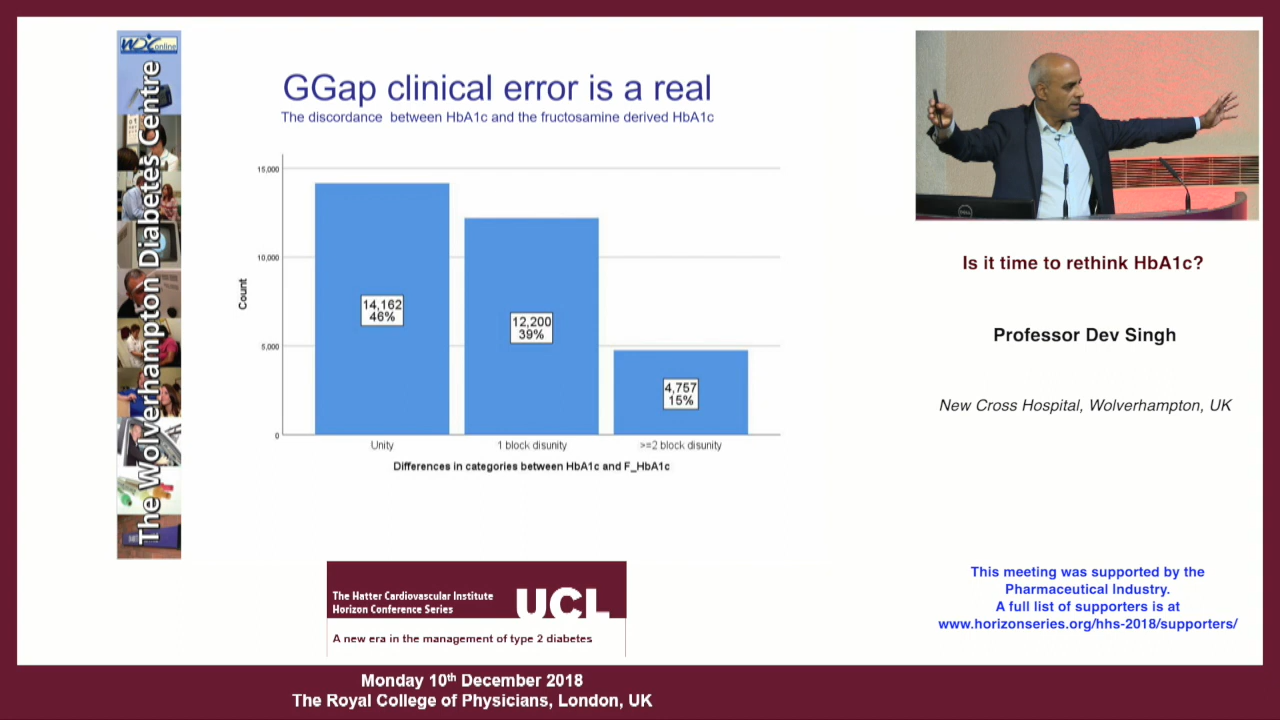 WDC online
The Wolverhampton Diabetes Centre
GGap clinical error is a real
The discordance between HbA1c and the fructosamine derived HbA1c
15,000
10,000
5,000
0
Count
14,162
46%
12,200
39%
4,757
15%
Unity
1 block disunity
>=2 block disunity
Differences in categories between HbA1c and F_HbA1c
DELL
Is it time to rethink HbA1c?
Professor Dev Singh
New Cross Hospital, Wolverhampton, UK
This meeting was supported by the
Pharmaceutical Industry.
A full list of supporters is at
www.horizonseries.org/hhs-2018/supporters/
The Hatter Cardiovascular Institute
Horizon Conference Series
UCL
A new era in the management of type 2 diabetes
Monday 10th December 2018
The Royal College of Physicians, London, UK